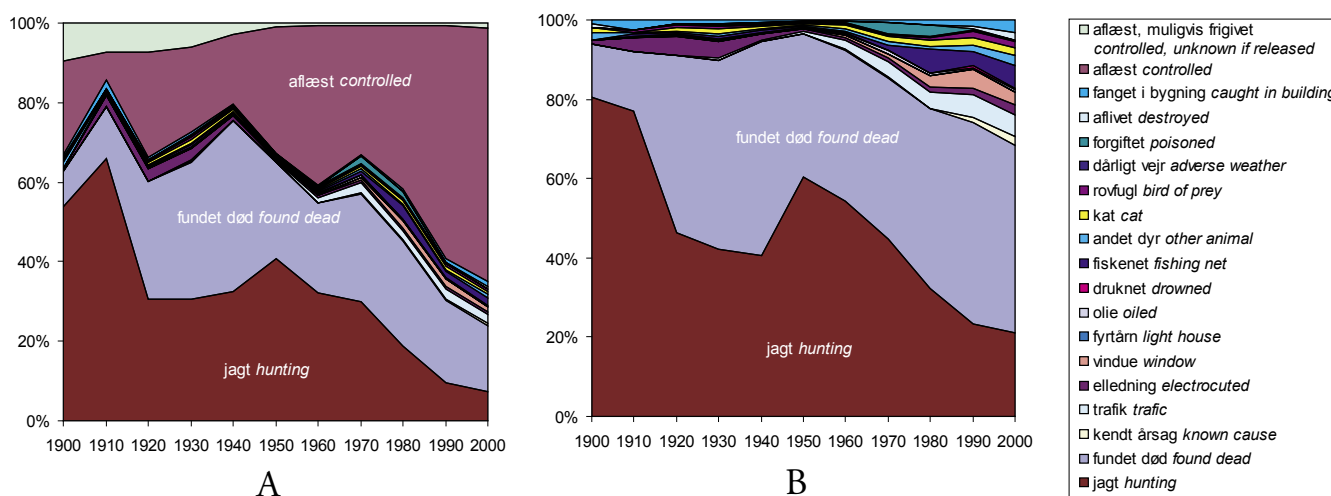 100%
80%
60%
40%
20%
0%
aflæst controlled
fundet død found dead
jagt hunting
1900 1910 1920 1930 1940 1950 1960 1970 1980 1990 2000
A
100%
80%
60%
40%
20%
0%
fundet død found dead
jagt hunting
1900 1910 1920 1930 1940 1950 1960 1970 1980 1990 2000
B
aflæst, muligvis frigivet
controlled, unknown if released
aflæst controlled
fanget i bygning caught in building
aflivet destroyed
forgiftet poisoned
dårligt vejr adverse weather
rovfugl bird of prey
kat cat
andet dyr other animal
fiskenet fishing net
druknet drowned
olie oiled
fyrtårn light house
vindue window
elledning electrocuted
trafik trafic
kendt årsag known cause
fundet død found dead
jagt hunting